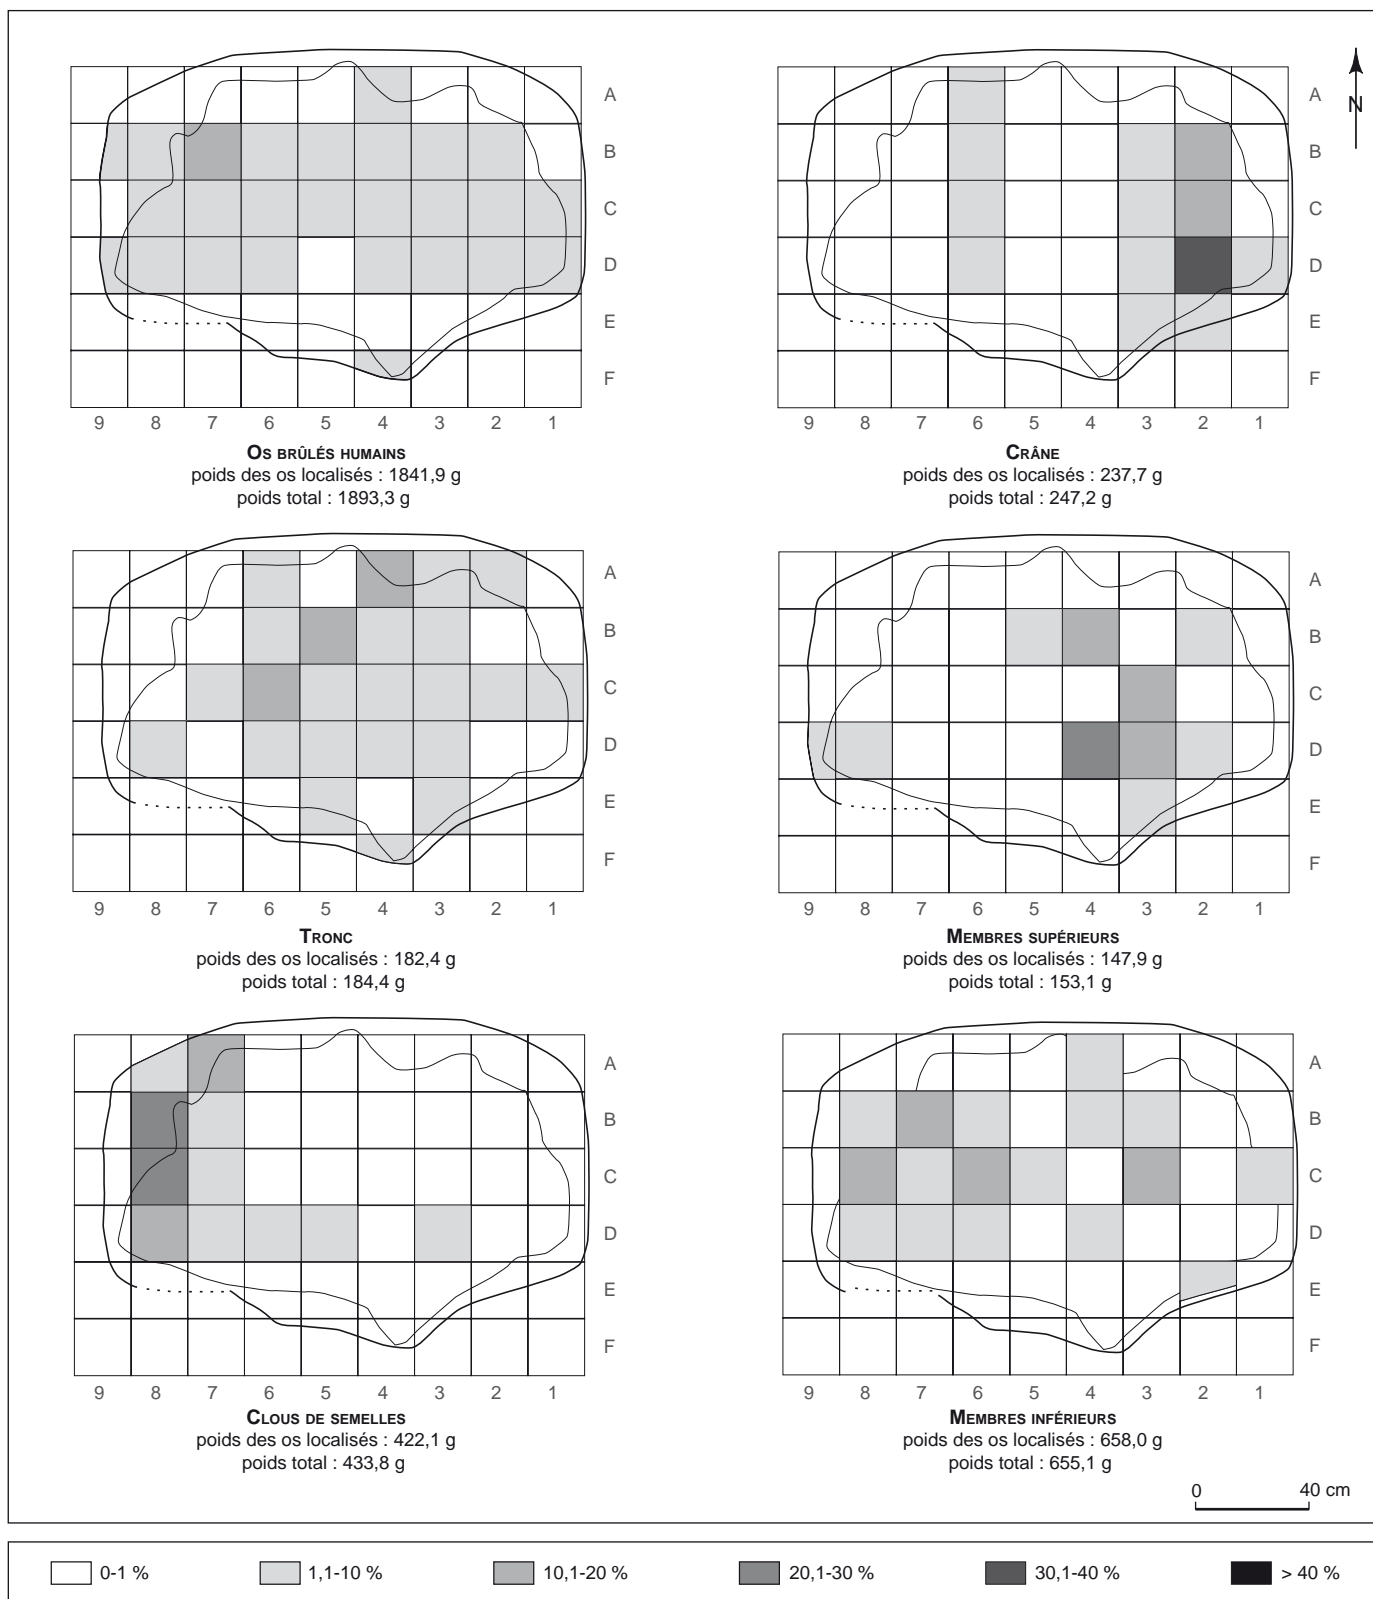 N
A
B
C
D
E
F
9 8 7 6 5 4 3 2 1
OS BRÛLÉS HUMAINS
poids des os localisés : 1841,9 g
poids total : 1893,3 g
A
B
C
D
E
F
9 8 7 6 5 4 3 2 1
CRÂNE
poids des os localisés : 237,7 g
poids total : 247,2 g
A
B
C
D
E
F
9 8 7 6 5 4 3 2 1
TRONC
poids des os localisés : 182,4 g
poids total : 184,4 g
A
B
C
D
E
F
9 8 7 6 5 4 3 2 1
MEMBRES SUPÉRIEURS
poids des os localisés : 147,9 g
poids total : 153,1 g
A
B
C
D
E
F
9 8 7 6 5 4 3 2 1
CLOUS DE SEMELLES
poids des os localisés : 422,1 g
poids total : 433,8 g
A
B
C
D
E
F
9 8 7 6 5 4 3 2 1
MEMBRES INFÉRIEURS
poids des os localisés : 658,0 g
poids total : 655,1 g
0 40 cm
0-1 % 1,1-10 % 10,1-20 % 20,1-30 % 30,1-40 % > 40 %